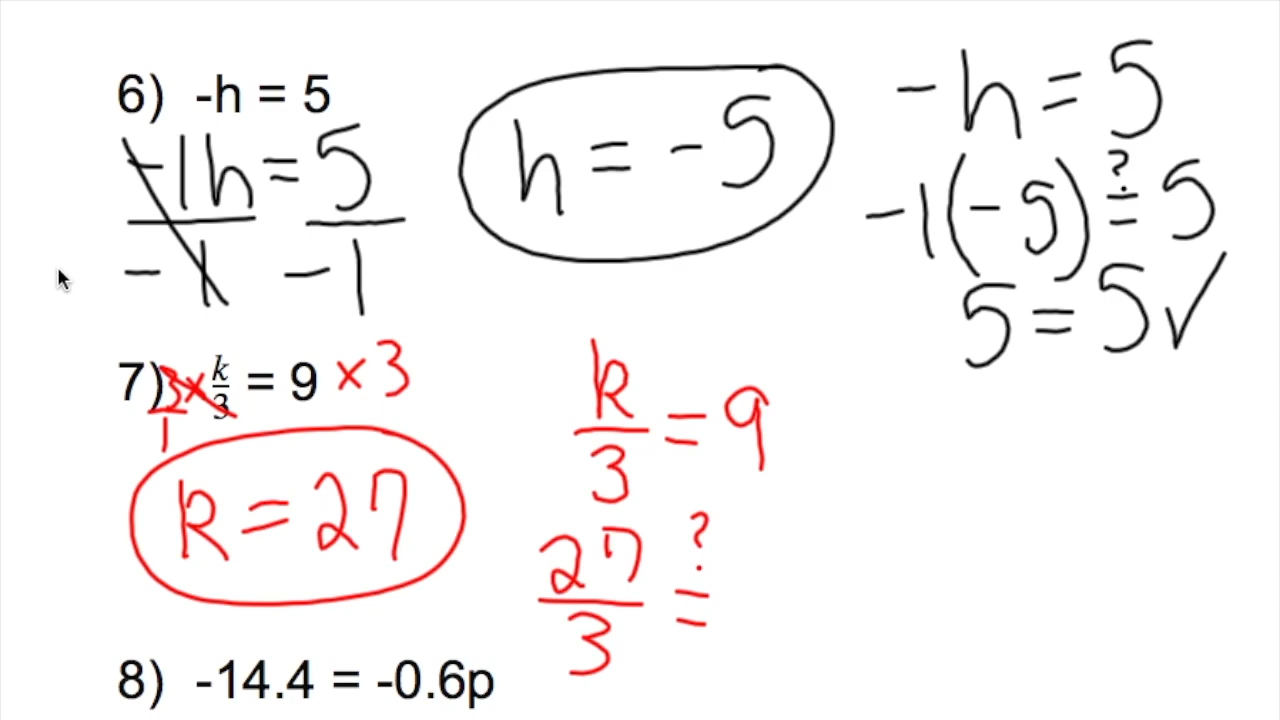 6) -h = 5
-1h = 5
-1 -1
h = -5
-h = 5
-1(-5) ≟ 5
5 = 5 ✓
7) 3 × k/3 = 9 × 3
1
k = 27
k/3 = 9
27/3 ≟
8) -14.4 = -0.6p